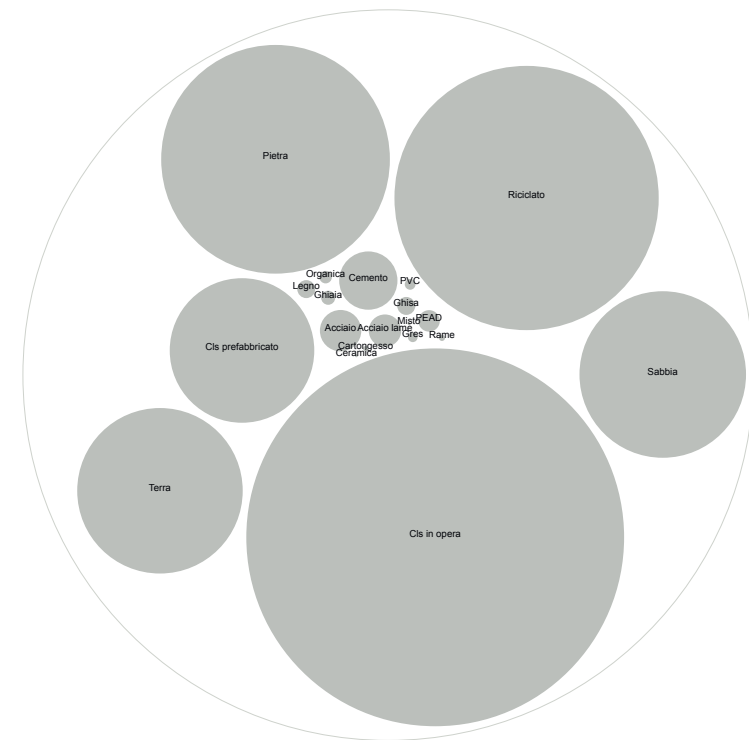 Pietra
Riciclato
Organica
Cemento
PVC
Legno
Ghiaia
Ghisa
PEAD
Misto
Acciaio
Acciaio lame
Gres
Rame
Cartongesso
Ceramica
Cls prefabbricato
Sabbia
Terra
Cls in opera